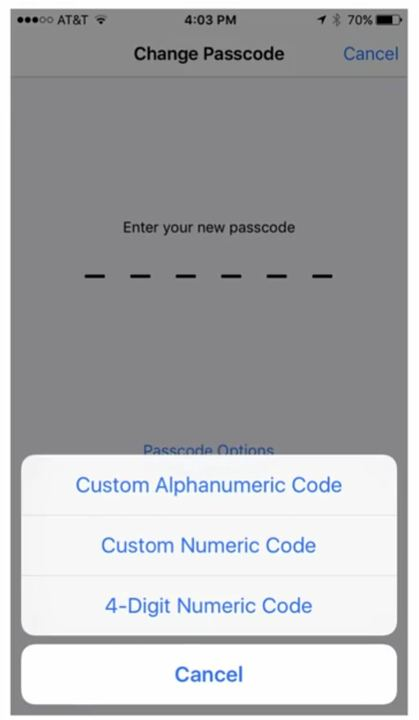 AT&T 4:03 PM 70%
Change Passcode Cancel
Enter your new passcode
Passcode Options
Custom Alphanumeric Code
Custom Numeric Code
4-Digit Numeric Code
Cancel